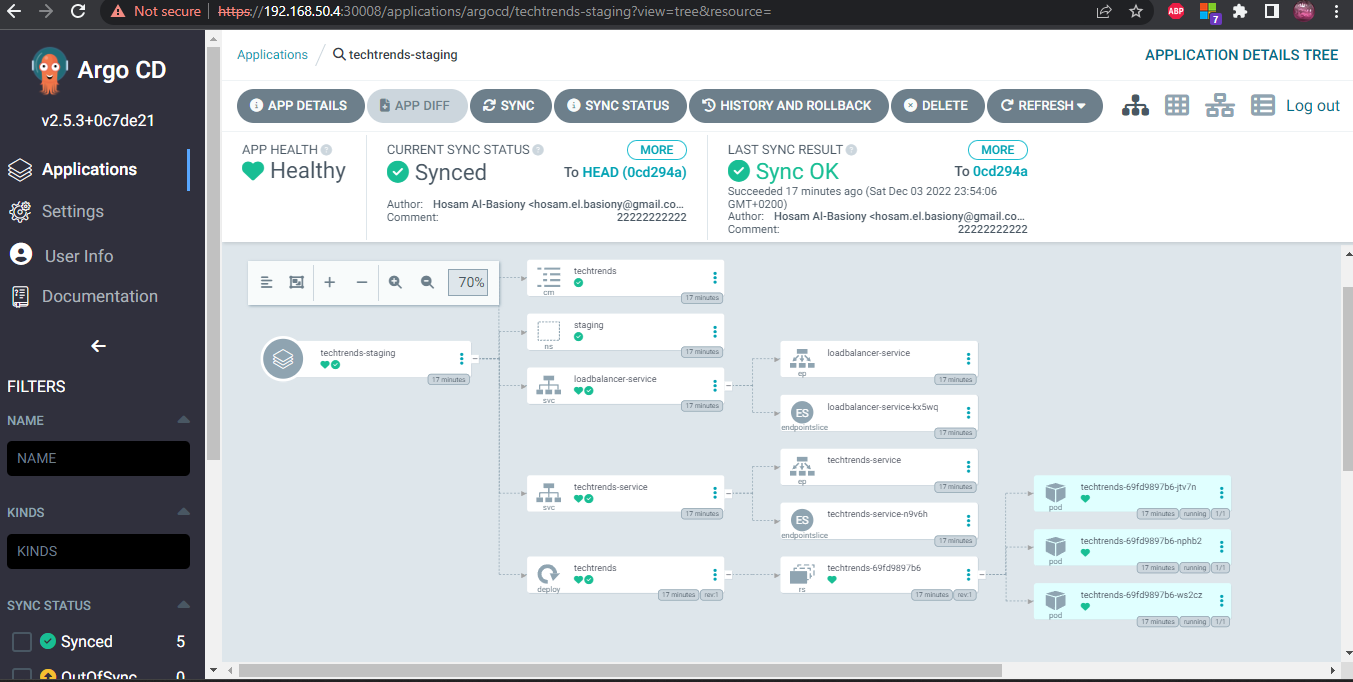 Not secure | https://192.168.50.4:30008/applications/argocd/techtrends-staging?view=tree&resource=
ABP
7
Argo CD
v2.5.3+0c7de21
Applications
Settings
User Info
Documentation
FILTERS
NAME
NAME
KINDS
KINDS
SYNC STATUS
Synced 5
OutOfSync 0
Applications / techtrends-staging
APPLICATION DETAILS TREE
APP DETAILS
APP DIFF
SYNC
SYNC STATUS
HISTORY AND ROLLBACK
DELETE
REFRESH
Log out
APP HEALTH
Healthy
CURRENT SYNC STATUS
MORE
Synced
To HEAD (0cd294a)
Author: Hosam Al-Basiony <hosam.el.basiony@gmail.co...
Comment: 22222222222
LAST SYNC RESULT
MORE
Sync OK
To 0cd294a
Succeeded 17 minutes ago (Sat Dec 03 2022 23:54:06
GMT+0200)
Author: Hosam Al-Basiony <hosam.el.basiony@gmail.co...
Comment: 22222222222
70%
techtrends-staging
17 minutes
techtrends
cm
17 minutes
staging
ns
17 minutes
loadbalancer-service
svc
17 minutes
techtrends-service
svc
17 minutes
techtrends
deploy
17 minutes rev:1
loadbalancer-service
ep
17 minutes
ES
loadbalancer-service-kx5wq
endpointslice
17 minutes
techtrends-service
ep
17 minutes
ES
techtrends-service-n9v6h
endpointslice
17 minutes
techtrends-69fd9897b6
rs
17 minutes rev:1
techtrends-69fd9897b6-jtv7n
pod
17 minutes running 1/1
techtrends-69fd9897b6-nphb2
pod
17 minutes running 1/1
techtrends-69fd9897b6-ws2cz
pod
17 minutes running 1/1